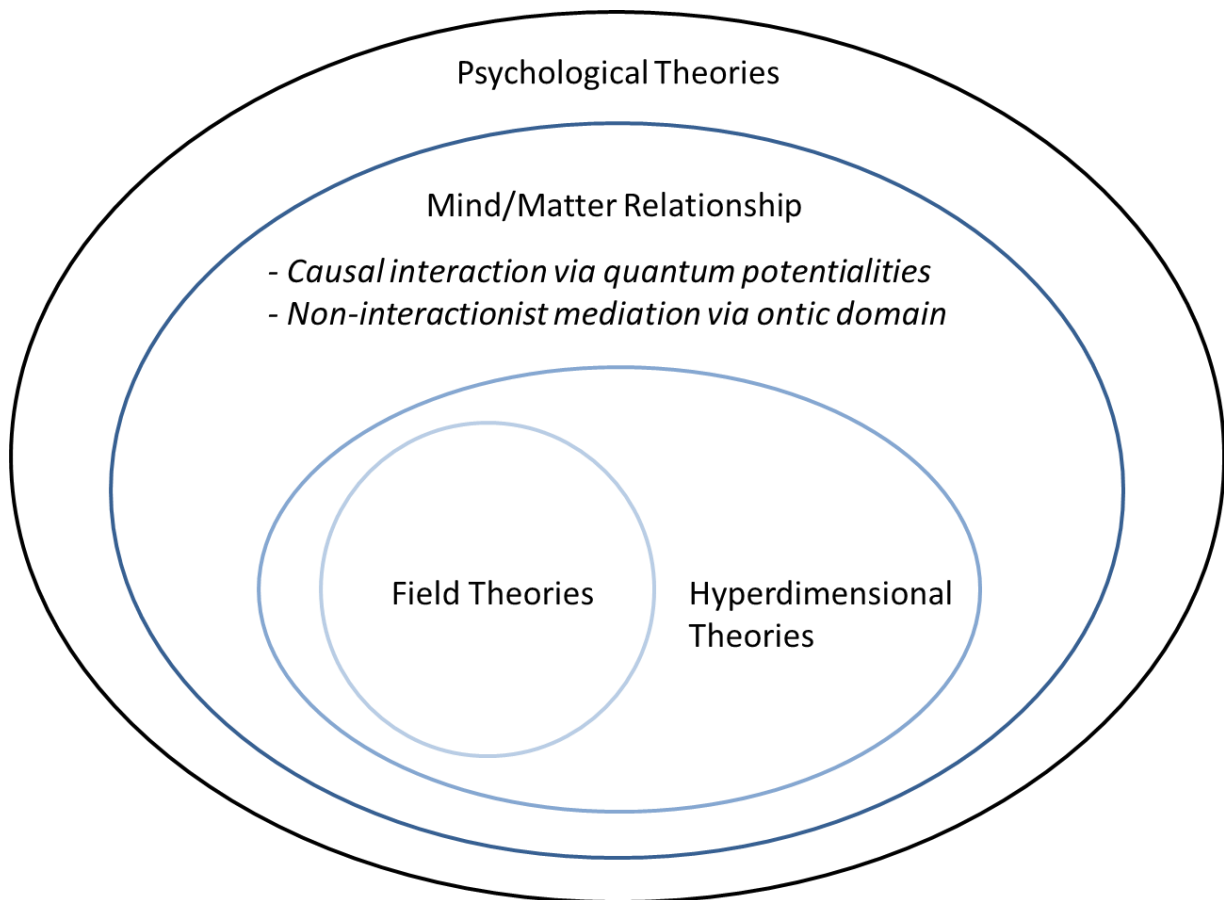 Psychological Theories
Mind/Matter Relationship
- Causal interaction via quantum potentialities
- Non-interactionist mediation via ontic domain
Field Theories
Hyperdimensional
Theories